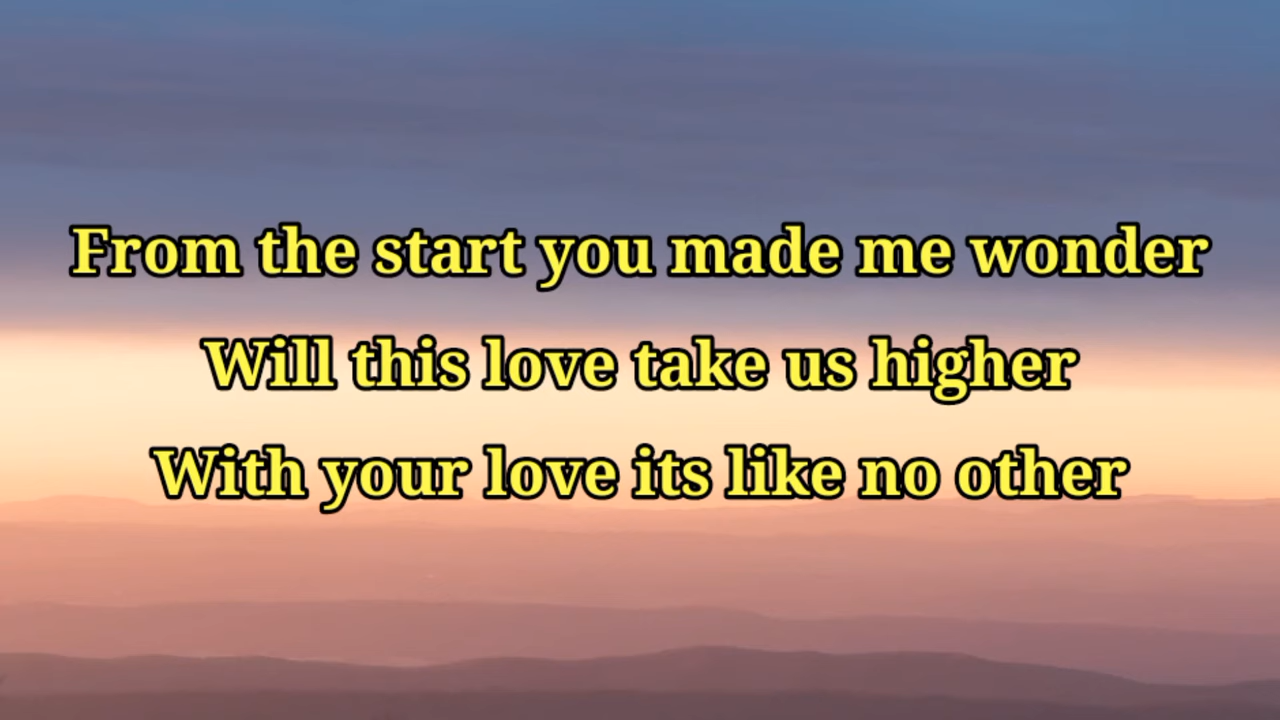 From the start you made me wonder
Will this love take us higher
With your love its like no other